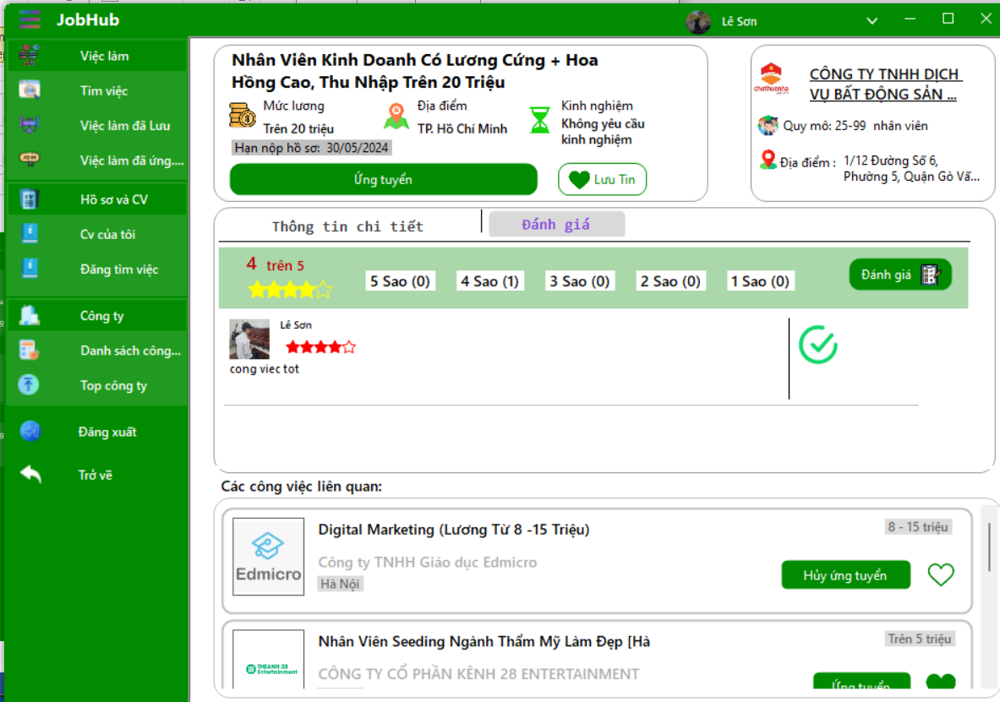 JobHub
Lê Sơn
Việc làm
Tìm việc
Việc làm đã Lưu
Việc làm đã ứng....
Hồ sơ và CV
Cv của tôi
Đăng tìm việc
Công ty
Danh sách công...
Top công ty
Đăng xuất
Trở về
Nhân Viên Kinh Doanh Có Lương Cứng + Hoa
Hồng Cao, Thu Nhập Trên 20 Triệu
Mức lương
Trên 20 triệu
Địa điểm
TP. Hồ Chí Minh
Kinh nghiệm
Không yêu cầu
kinh nghiệm
Hạn nộp hồ sơ: 30/05/2024
Ứng tuyển
Lưu Tin
chothuenha
CÔNG TY TNHH DỊCH
VỤ BẤT ĐỘNG SẢN ...
Quy mô: 25-99 nhân viên
Địa điểm : 1/12 Đường Số 6,
Phường 5, Quận Gò Vấ...
Thông tin chi tiết
Đánh giá
4 trên 5
5 Sao (0)
4 Sao (1)
3 Sao (0)
2 Sao (0)
1 Sao (0)
Đánh giá
Lê Sơn
cong viec tot
Các công việc liên quan:
Edmicro
Digital Marketing (Lương Từ 8 -15 Triệu)
8 - 15 triệu
Công ty TNHH Giáo dục Edmicro
Hà Nội
Hủy ứng tuyển
THEANH 28
Entertainment
Nhân Viên Seeding Ngành Thẩm Mỹ Làm Đẹp [Hà
Trên 5 triệu
CÔNG TY CỔ PHẦN KÊNH 28 ENTERTAINMENT
Ứng tuyển